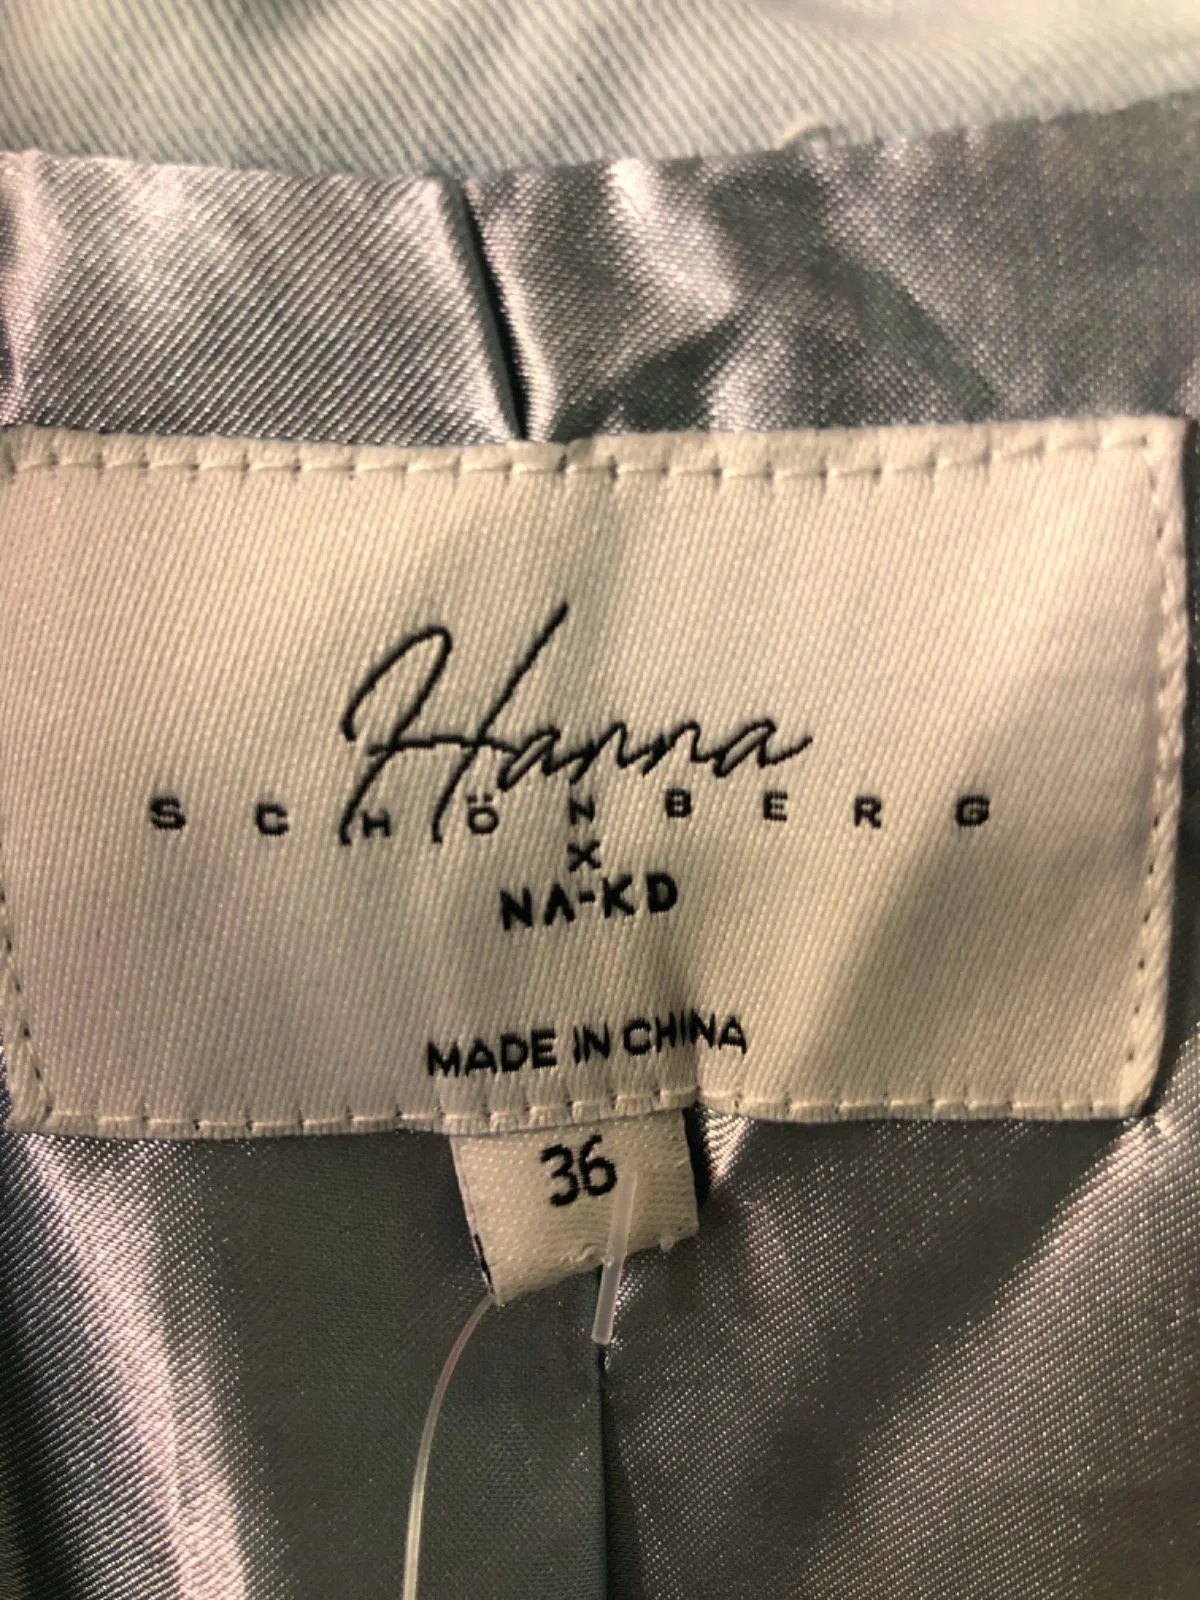 Hanna
SCHÖNBERG
X
NA-KD
MADE IN CHINA
36